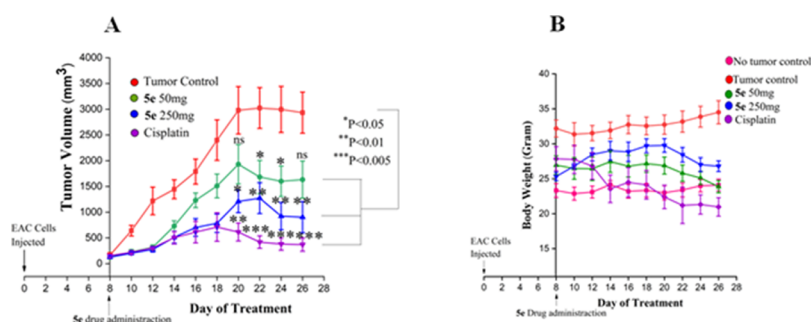 A
Tumor Volume (mm³)
4000
3500
3000
2500
2000
1500
1000
500
0
Tumor Control
5e 50mg
5e 250mg
Cisplatin
*P<0.05
**P<0.01
***P<0.005
ns
*
*
ns
*
**
**
**
**
***
EAC Cells
Injected
0 2 4 6 8 10 12 14 16 18 20 22 24 26 28
Day of Treatment
5e drug administraction
B
Body Weight (Gram)
40
35
30
25
20
15
No tumor control
Tumor control
5e 50mg
5e 250mg
Cisplatin
EAC Cells
Injected
0 2 4 6 8 10 12 14 16 18 20 22 24 26 28
Day of Treatment
5e Drug administraction